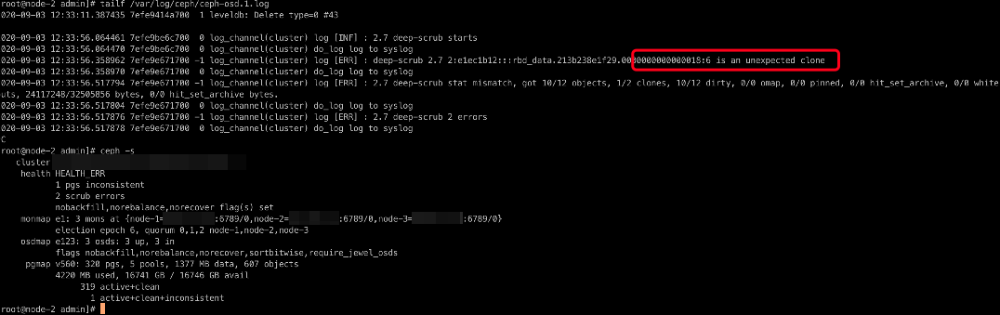 root@node-2 admin]# tailf /var/log/ceph/ceph-osd.1.log
020-09-03 12:33:11.387435 7efe9414a700  1 leveldb: Delete type=0 #43
020-09-03 12:33:56.064461 7efe9be6c700  0 log_channel(cluster) log [INF] : 2.7 deep-scrub starts
020-09-03 12:33:56.064470 7efe9be6c700  0 log_channel(cluster) do_log log to syslog
020-09-03 12:33:56.358962 7efe9e671700 -1 log_channel(cluster) log [ERR] : deep-scrub 2.7 2:e1ec1b12:::rbd_data.213b238e1f29.0000000000000018:6 is an unexpected clone
020-09-03 12:33:56.358970 7efe9e671700  0 log_channel(cluster) do_log log to syslog
020-09-03 12:33:56.517794 7efe9e671700 -1 log_channel(cluster) log [ERR] : 2.7 deep-scrub stat mismatch, got 10/12 objects, 1/2 clones, 10/12 dirty, 0/0 omap, 0/0 pinned, 0/0 hit_set_archive, 0/0 white
uts, 24117248/32505856 bytes, 0/0 hit_set_archive bytes.
020-09-03 12:33:56.517804 7efe9e671700  0 log_channel(cluster) do_log log to syslog
020-09-03 12:33:56.517876 7efe9e671700 -1 log_channel(cluster) log [ERR] : 2.7 deep-scrub 2 errors
020-09-03 12:33:56.517878 7efe9e671700  0 log_channel(cluster) do_log log to syslog
C
root@node-2 admin]# ceph -s
cluster
health HEALTH_ERR
1 pgs inconsistent
2 scrub errors
nobackfill,norebalance,norecover flag(s) set
monmap e1: 3 mons at {node-1= :6789/0,node-2= :6789/0,node-3= :6789/0}
election epoch 6, quorum 0,1,2 node-1,node-2,node-3
osdmap e123: 3 osds: 3 up, 3 in
flags nobackfill,norebalance,norecover,sortbitwise,require_jewel_osds
pgmap v560: 320 pgs, 5 pools, 1377 MB data, 607 objects
4220 MB used, 16741 GB / 16746 GB avail
319 active+clean
1 active+clean+inconsistent
root@node-2 admin]#